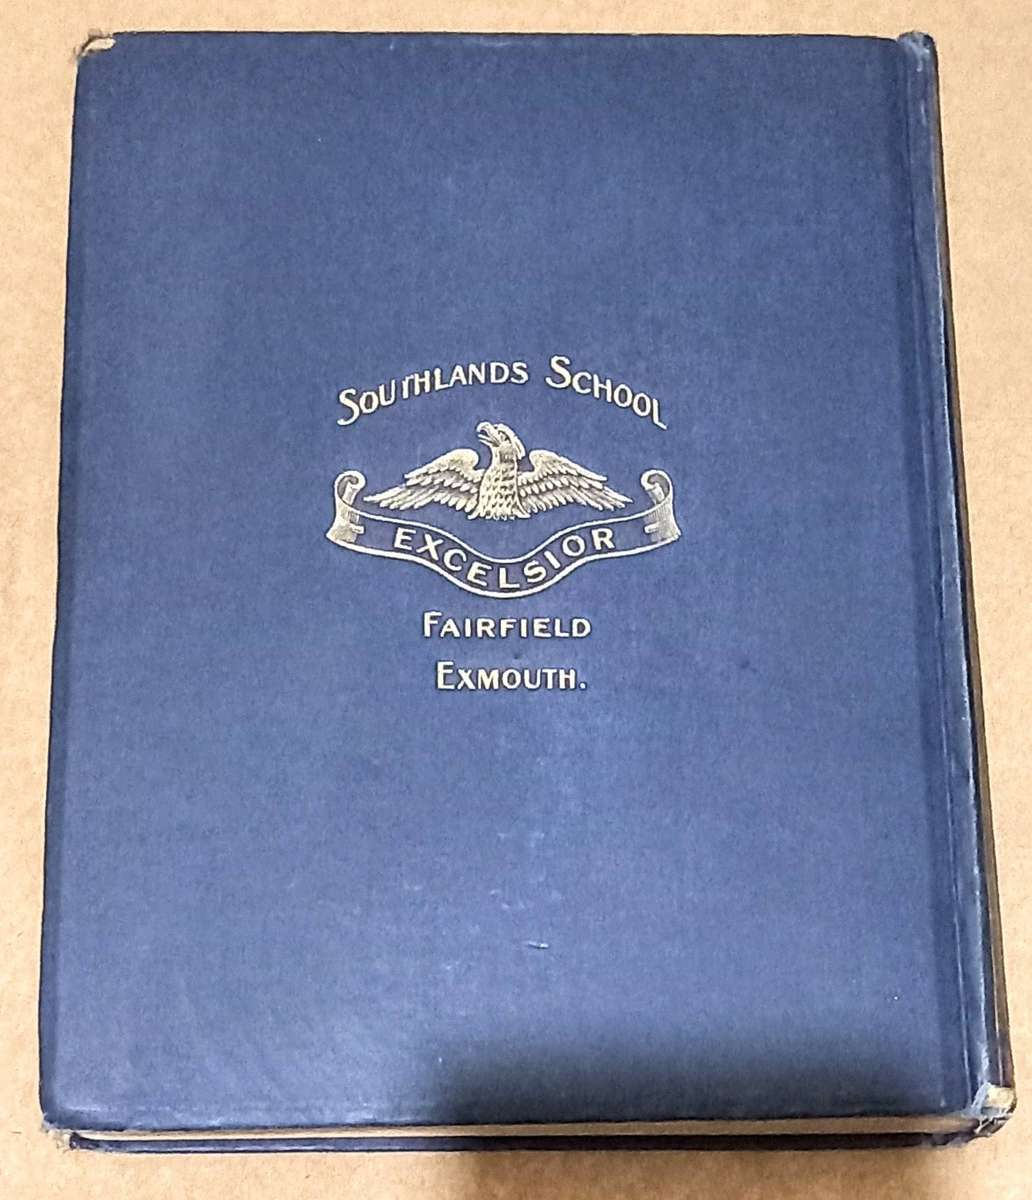 SOUTHLANDS SCHOOL
EXCELSIOR
FAIRFIELD
EXMOUTH.